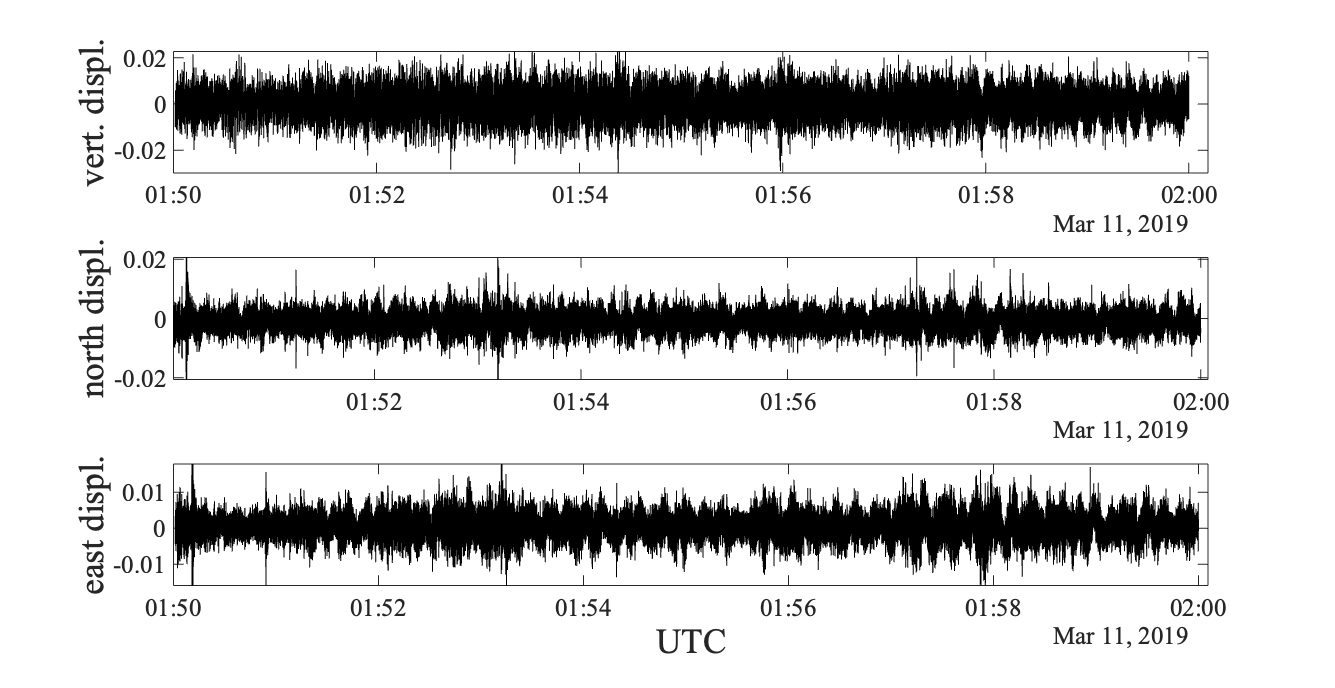 vert. displ.
0.02
0
-0.02
01:50 01:52 01:54 01:56 01:58 02:00
Mar 11, 2019
north displ.
0.02
0
-0.02
01:52 01:54 01:56 01:58 02:00
Mar 11, 2019
east displ.
0.01
0
-0.01
01:50 01:52 01:54 01:56 01:58 02:00
Mar 11, 2019
UTC